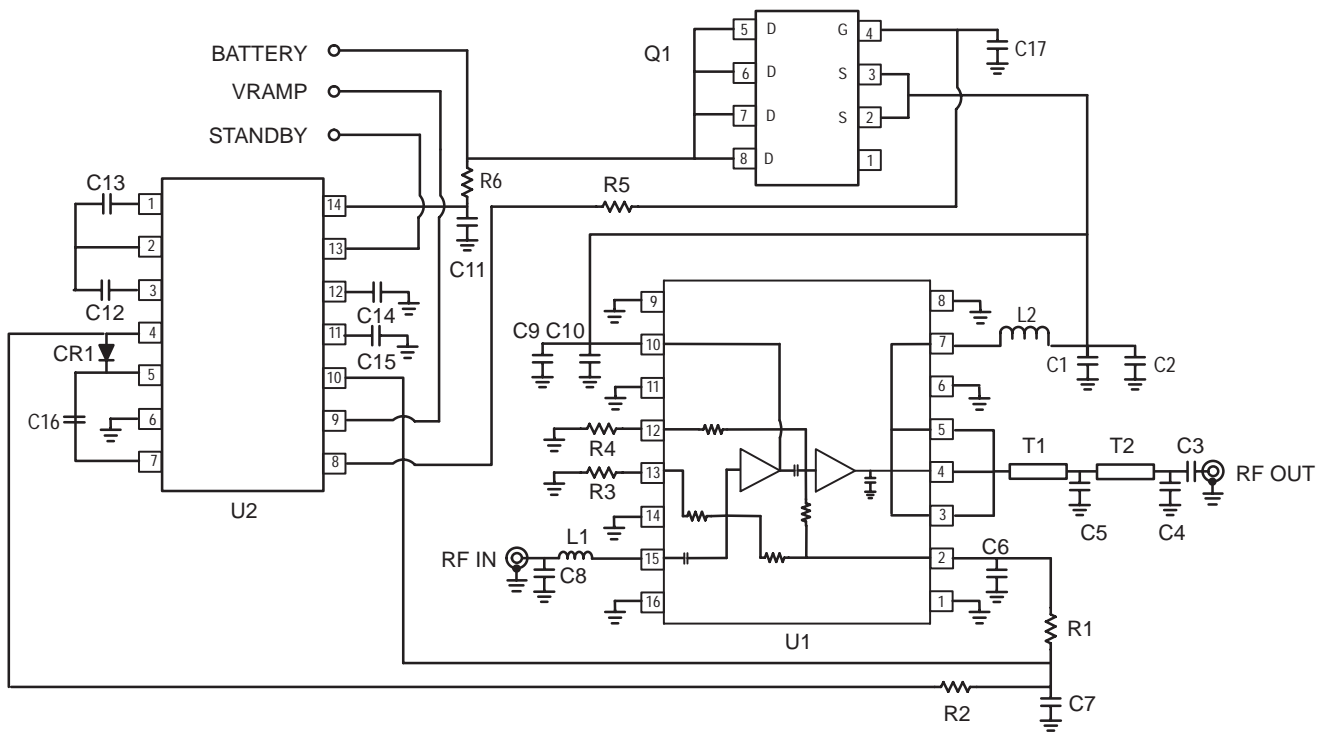 BATTERY
VRAMP
STANDBY
Q1
5 D G 4
6 D S 3
7 D S 2
8 D 1
C17
C13
R6
R5
1 14
2 13
3 12
4 11
5 10
6 9
7 8
C11
C12
C14
CR1
C15
C16
U2
9 8
10 7
11 6
12 5
13 4
14 3
15 2
16 1
C9 C10
L2
C1
C2
R4
R3
T1 T2 C3
RF OUT
C5 C4
L1
RF IN
C8
C6
U1
R1
R2
C7